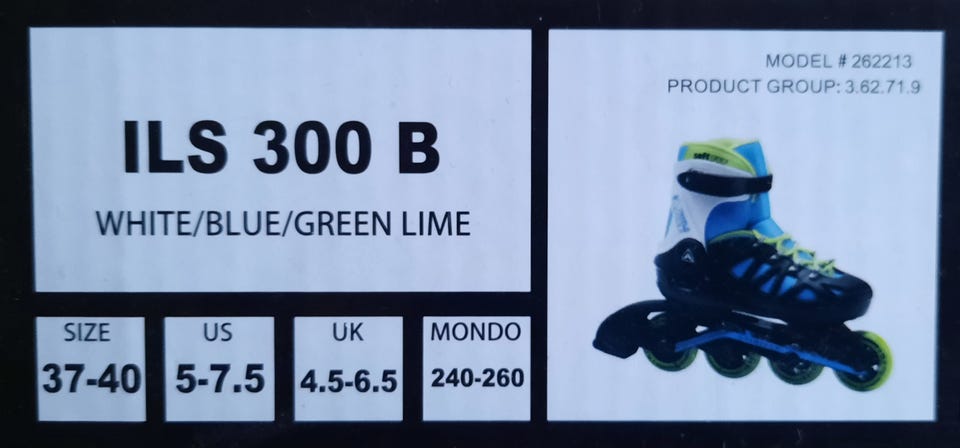 ILS 300 B
WHITE/BLUE/GREEN LIME
SIZE
37-40
US
5-7.5
UK
4.5-6.5
MONDO
240-260
MODEL # 262213
PRODUCT GROUP: 3.62.71.9